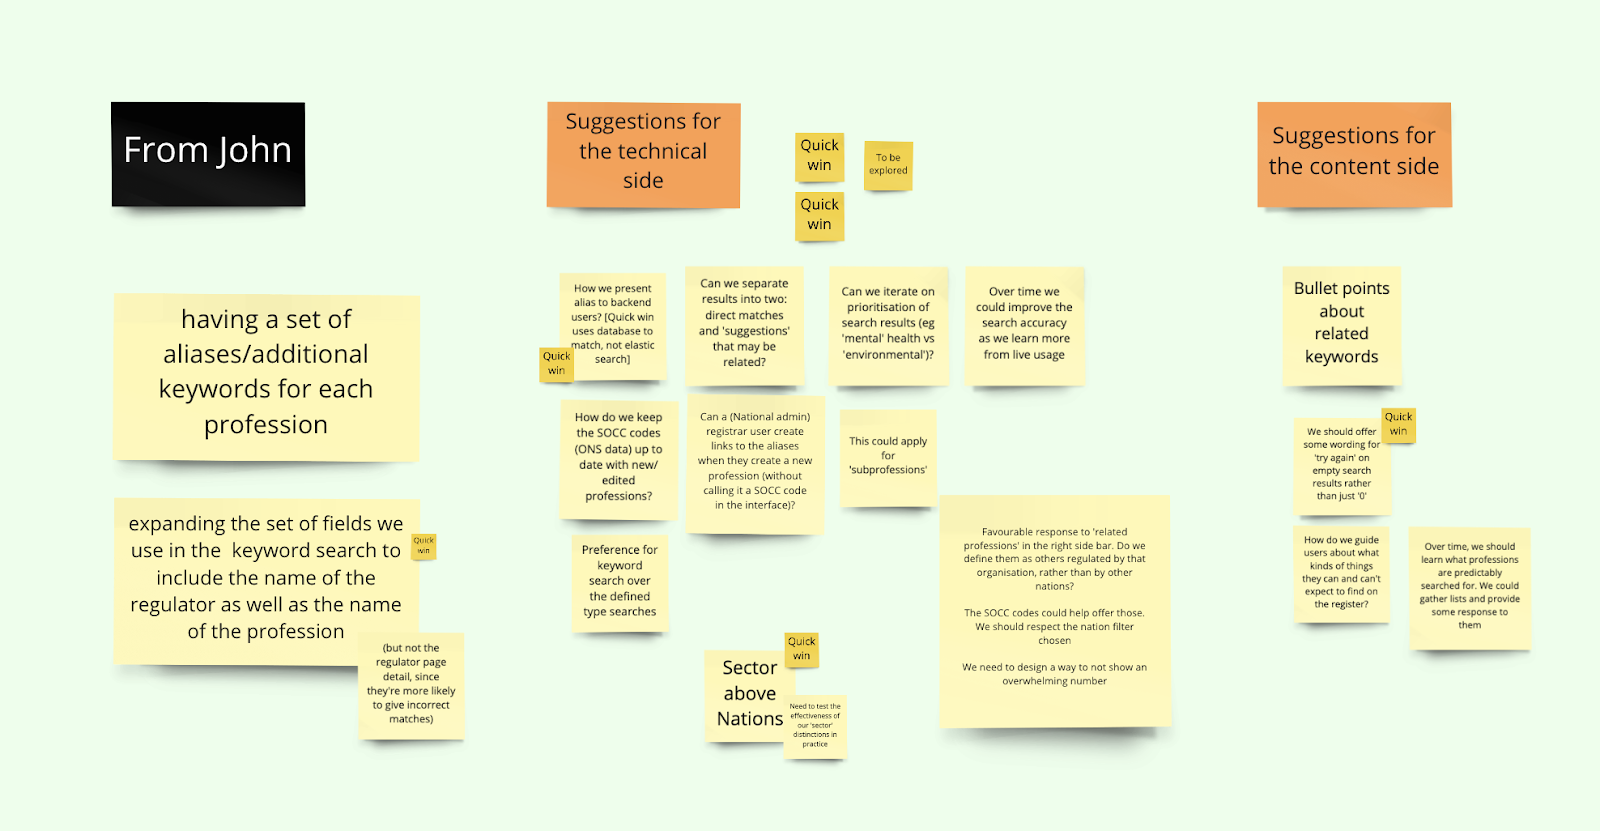 From John
having a set of
aliases/additional
keywords for each
profession
expanding the set of fields we
use in the keyword search to
include the name of the
regulator as well as the name
of the profession
Quick
win
(but not the
regulator page
detail, since
they're more likely
to give incorrect
matches)
Suggestions for
the technical
side
Quick
win
To be
explored
Quick
win
How we present
alias to backend
users? [Quick win
uses database to
match, not elastic
search]
Quick
win
Can we separate
results into two:
direct matches
and 'suggestions'
that may be
related?
Can we iterate on
prioritisation of
search results (eg
'mental' health vs
'environmental')?
Over time we
could improve the
search accuracy
as we learn more
from live usage
How do we keep
the SOCC codes
(ONS data) up to
date with new/
edited
professions?
Can a (National admin)
registrar user create
links to the aliases
when they create a new
profession (without
calling it a SOCC code
in the interface)?
This could apply
for
'subprofessions'
Preference for
keyword
search over
the defined
type searches
Sector
above
Nations
Quick
win
Need to test the
effectiveness of
our 'sector'
distinctions in
practice
Favourable response to 'related
professions' in the right side bar. Do we
define them as others regulated by that
organisation, rather than by other
nations?
The SOCC codes could help offer those.
We should respect the nation filter
chosen
We need to design a way to not show an
overwhelming number
Suggestions for
the content side
Bullet points
about
related
keywords
Quick
win
We should offer
some wording for
'try again' on
empty search
results rather
than just '0'
How do we guide
users about what
kinds of things
they can and can't
expect to find on
the register?
Over time, we should
learn what professions
are predictably
searched for. We could
gather lists and provide
some response to
them